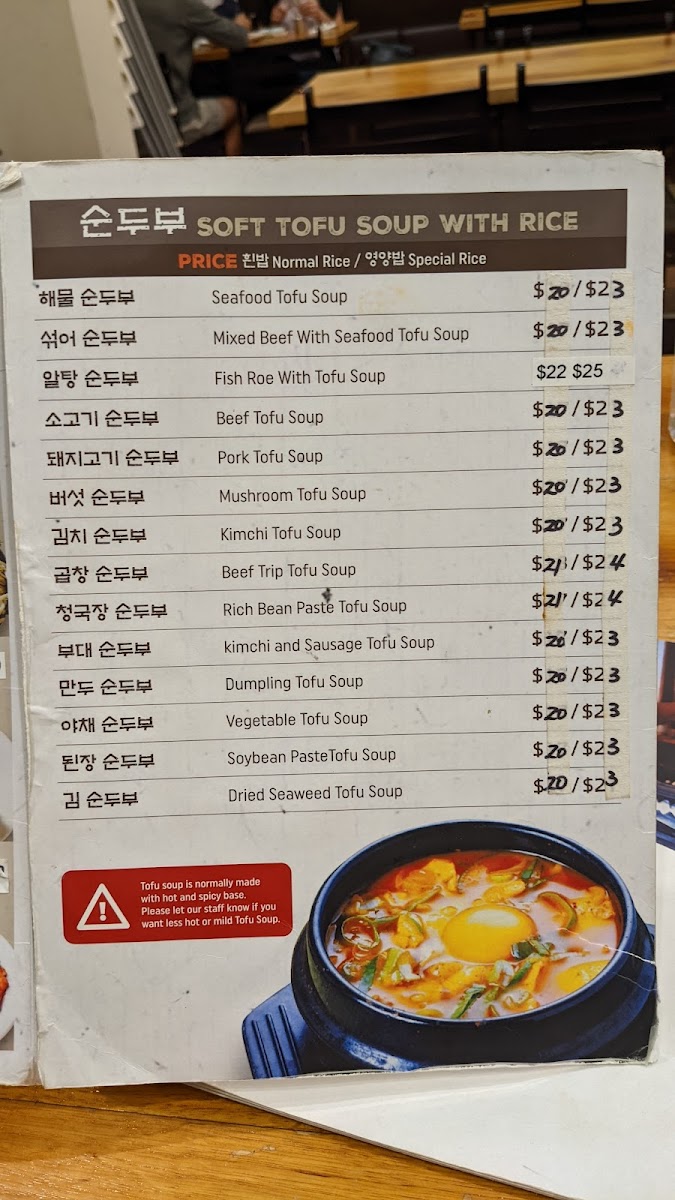 순두부 SOFT TOFU SOUP WITH RICE
PRICE 흰밥 Normal Rice / 영양밥 Special Rice
해물 순두부 Seafood Tofu Soup $20 / $23
섞어 순두부 Mixed Beef With Seafood Tofu Soup $20 / $23
알탕 순두부 Fish Roe With Tofu Soup $22 $25
소고기 순두부 Beef Tofu Soup $20 / $23
돼지고기 순두부 Pork Tofu Soup $20 / $23
버섯 순두부 Mushroom Tofu Soup $20 / $23
김치 순두부 Kimchi Tofu Soup $20 / $23
곱창 순두부 Beef Trip Tofu Soup $21 / $24
청국장 순두부 Rich Bean Paste Tofu Soup $21 / $24
부대 순두부 kimchi and Sausage Tofu Soup $20 / $23
만두 순두부 Dumpling Tofu Soup $20 / $23
야채 순두부 Vegetable Tofu Soup $20 / $23
된장 순두부 Soybean PasteTofu Soup $20 / $23
김 순두부 Dried Seaweed Tofu Soup $20 / $23
Tofu soup is normally made
with hot and spicy base.
Please let our staff know if you
want less hot or mild Tofu Soup.